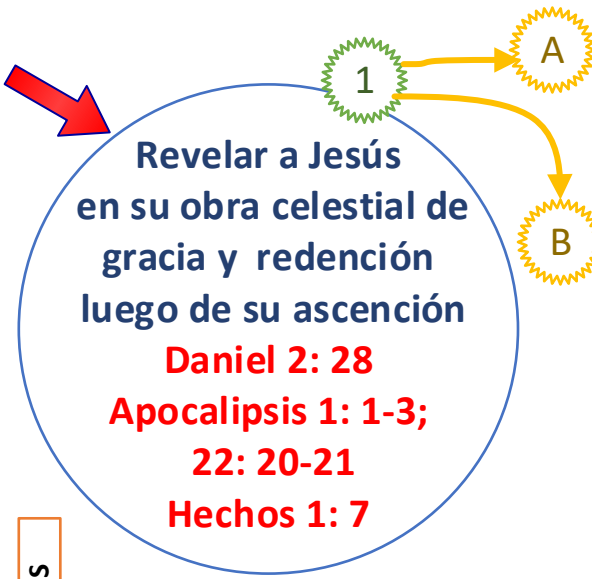 A
1
Revelar a Jesús
en su obra celestial de
gracia y redención
luego de su ascención
B
Daniel 2: 28
Apocalipsis 1: 1-3;
22: 20-21
Hechos 1: 7
s